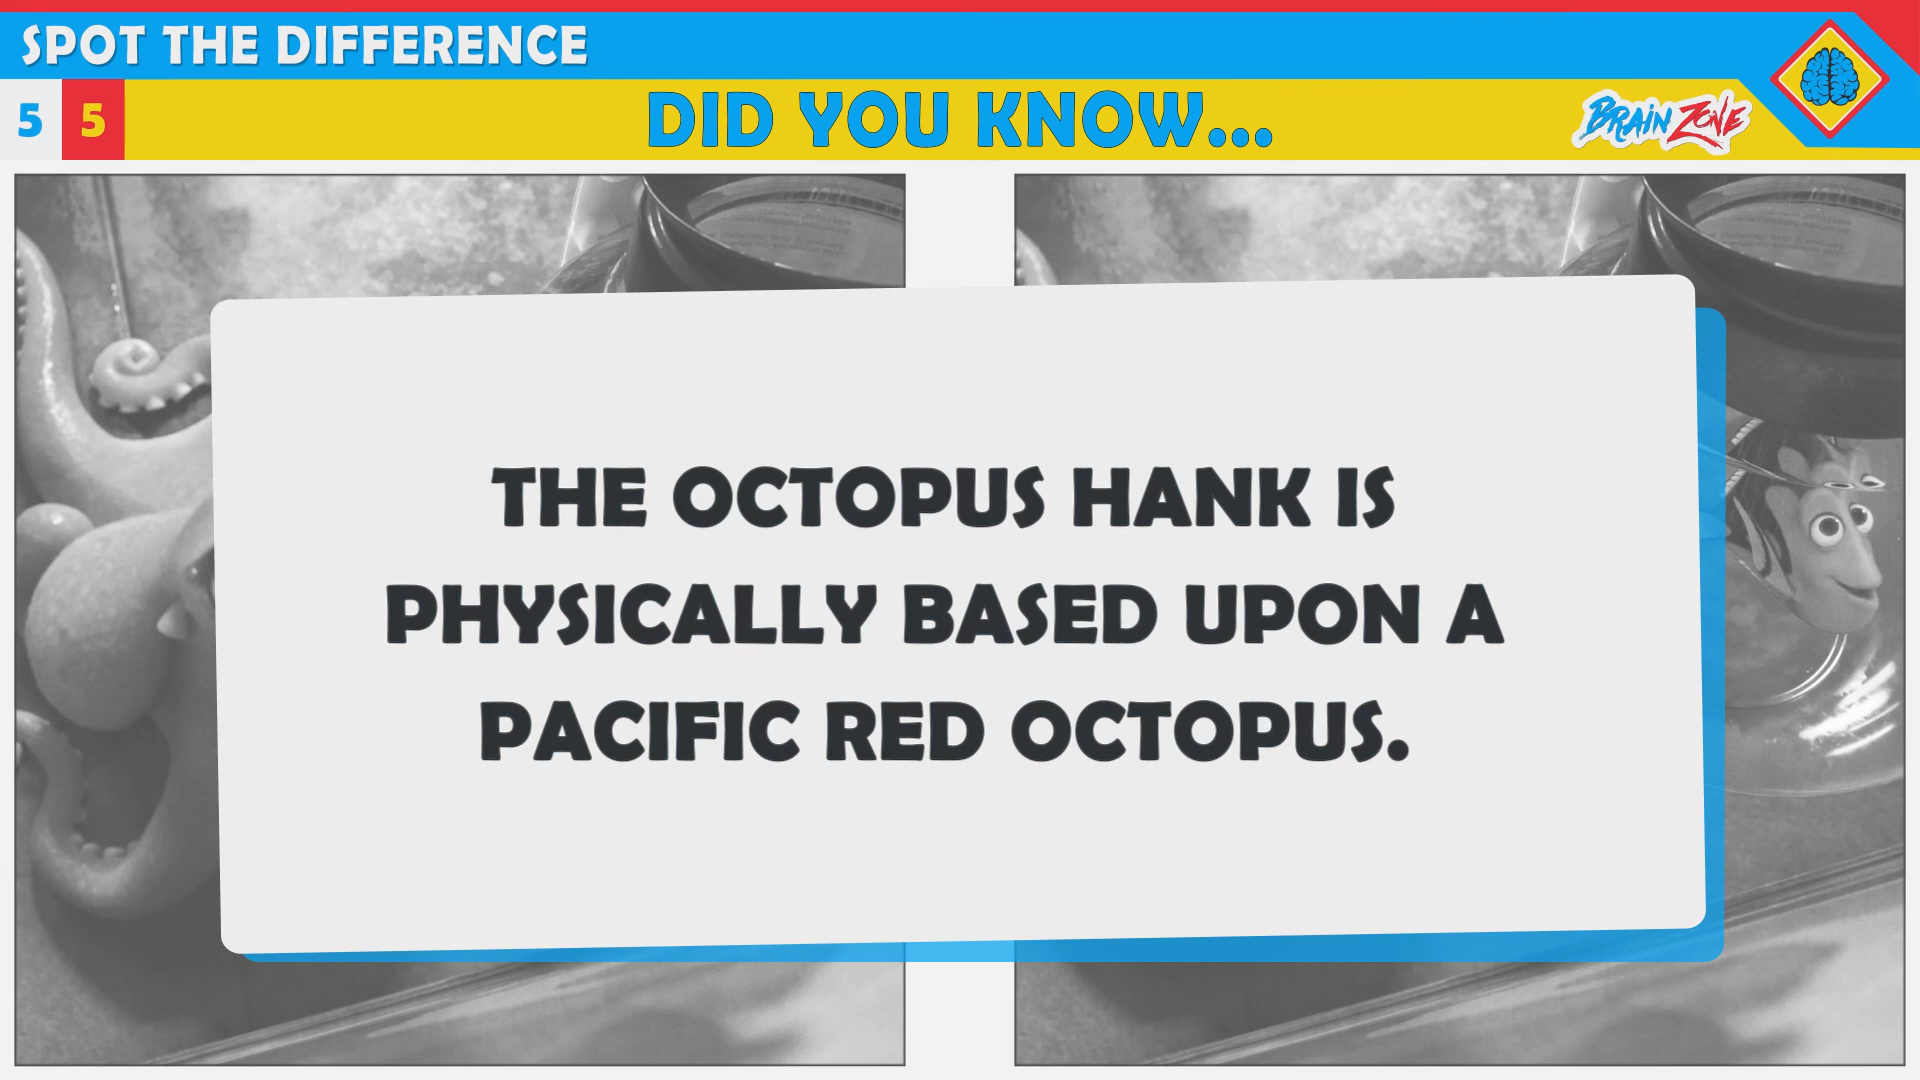 SPOT THE DIFFERENCE
5 5
DID YOU KNOW...
BRAIN ZONE
THE OCTOPUS HANK IS
PHYSICALLY BASED UPON A
PACIFIC RED OCTOPUS.